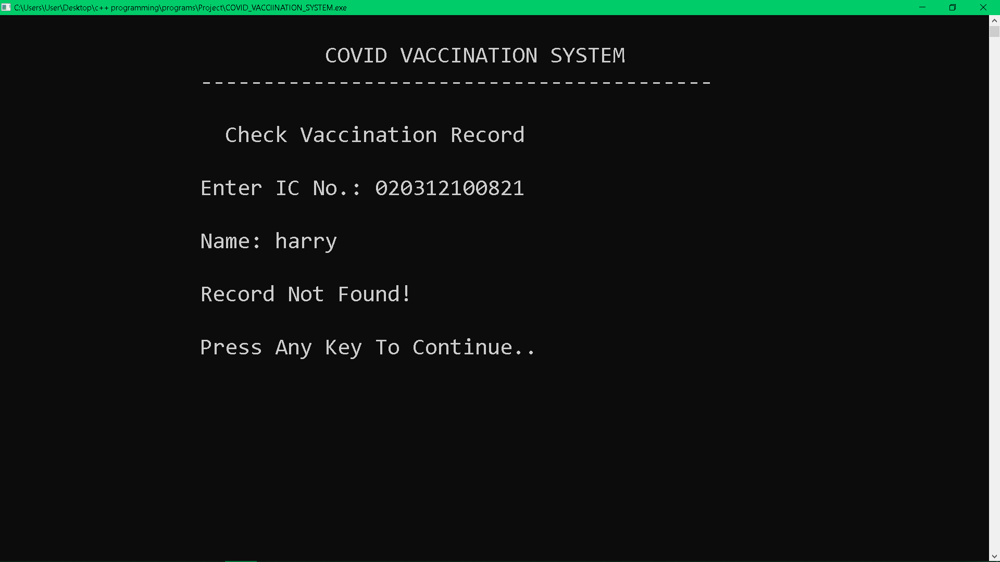 C:\Users\User\Desktop\c++ programming\programs\Project\COVID_VACCIINATION_SYSTEM.exe
COVID VACCINATION SYSTEM
-----------------------------------------
Check Vaccination Record
Enter IC No.: 020312100821
Name: harry
Record Not Found!
Press Any Key To Continue..